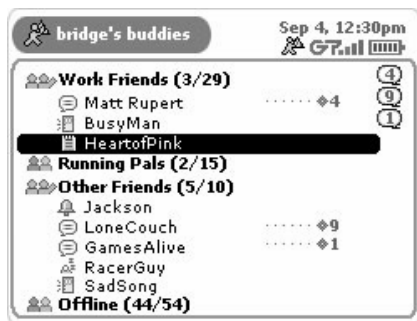 bridge's buddies
Sep 4, 12:30pm
G7
Work Friends (3/29)
4
Matt Rupert ······ 4
9
BusyMan
1
HeartofPink
Running Pals (2/15)
Other Friends (5/10)
Jackson
LoneCouch ······ 9
GamesAlive ······ 1
RacerGuy
SadSong
Offline (44/54)